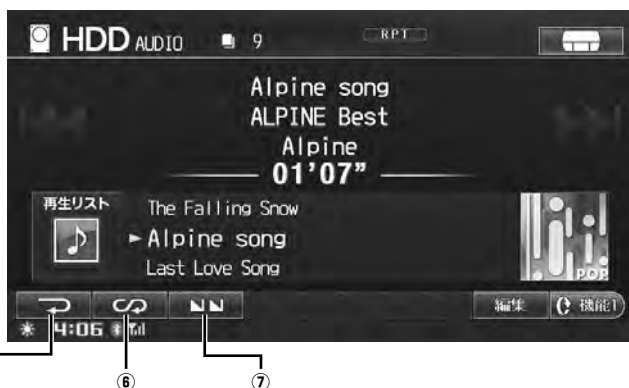 HDD AUDIO 9 RPT
Alpine song
ALPINE Best
Alpine
01'07"
再生リスト
The Falling Snow
►Alpine song
Last Love Song
POP
編集 機能1
4:06
⑥ ⑦